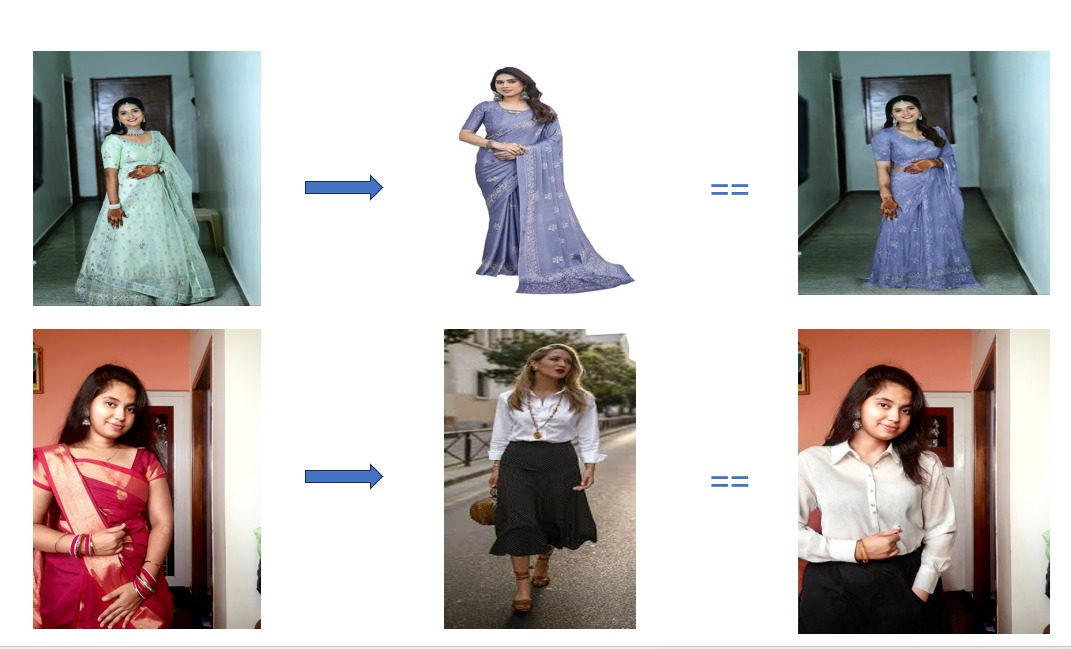 ==
==